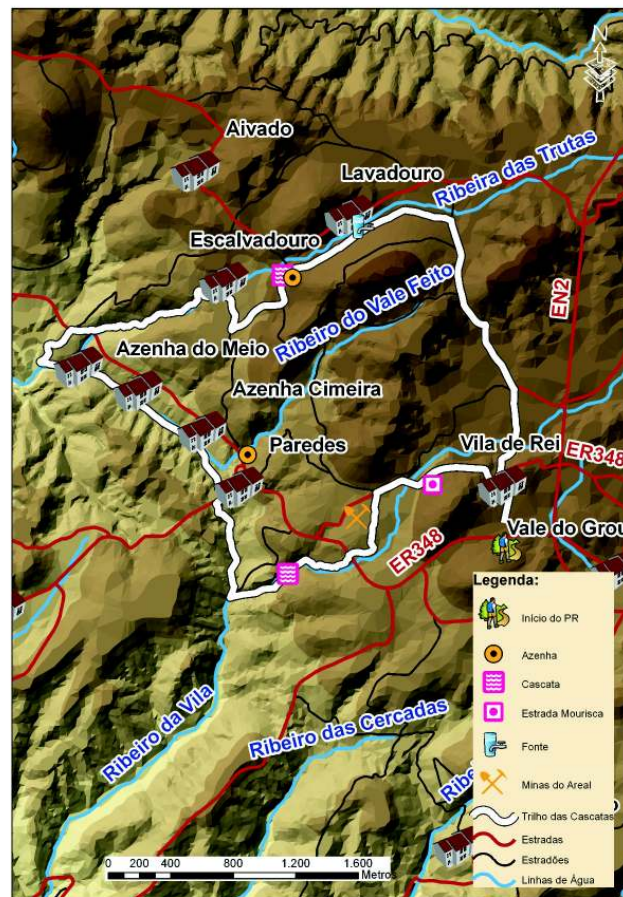 N
Aivado
Lavadouro
Ribeira das Trutas
Escalvadouro
EN2
Ribeiro do Vale Feito
Azenha do Meio
Azenha Cimeira
Paredes
Vila de Rei
ER348
Vale do Grou
ER348
Legenda:
Início do PR
Azenha
Cascata
Estrada Mourisca
Fonte
Minas do Areal
Trilho das Cascatas
Estradas
Estradões
Linhas de Água
Ribeiro da Vila
Ribeiro das Cercadas
0 200 400 800 1.200 1.600
Metros